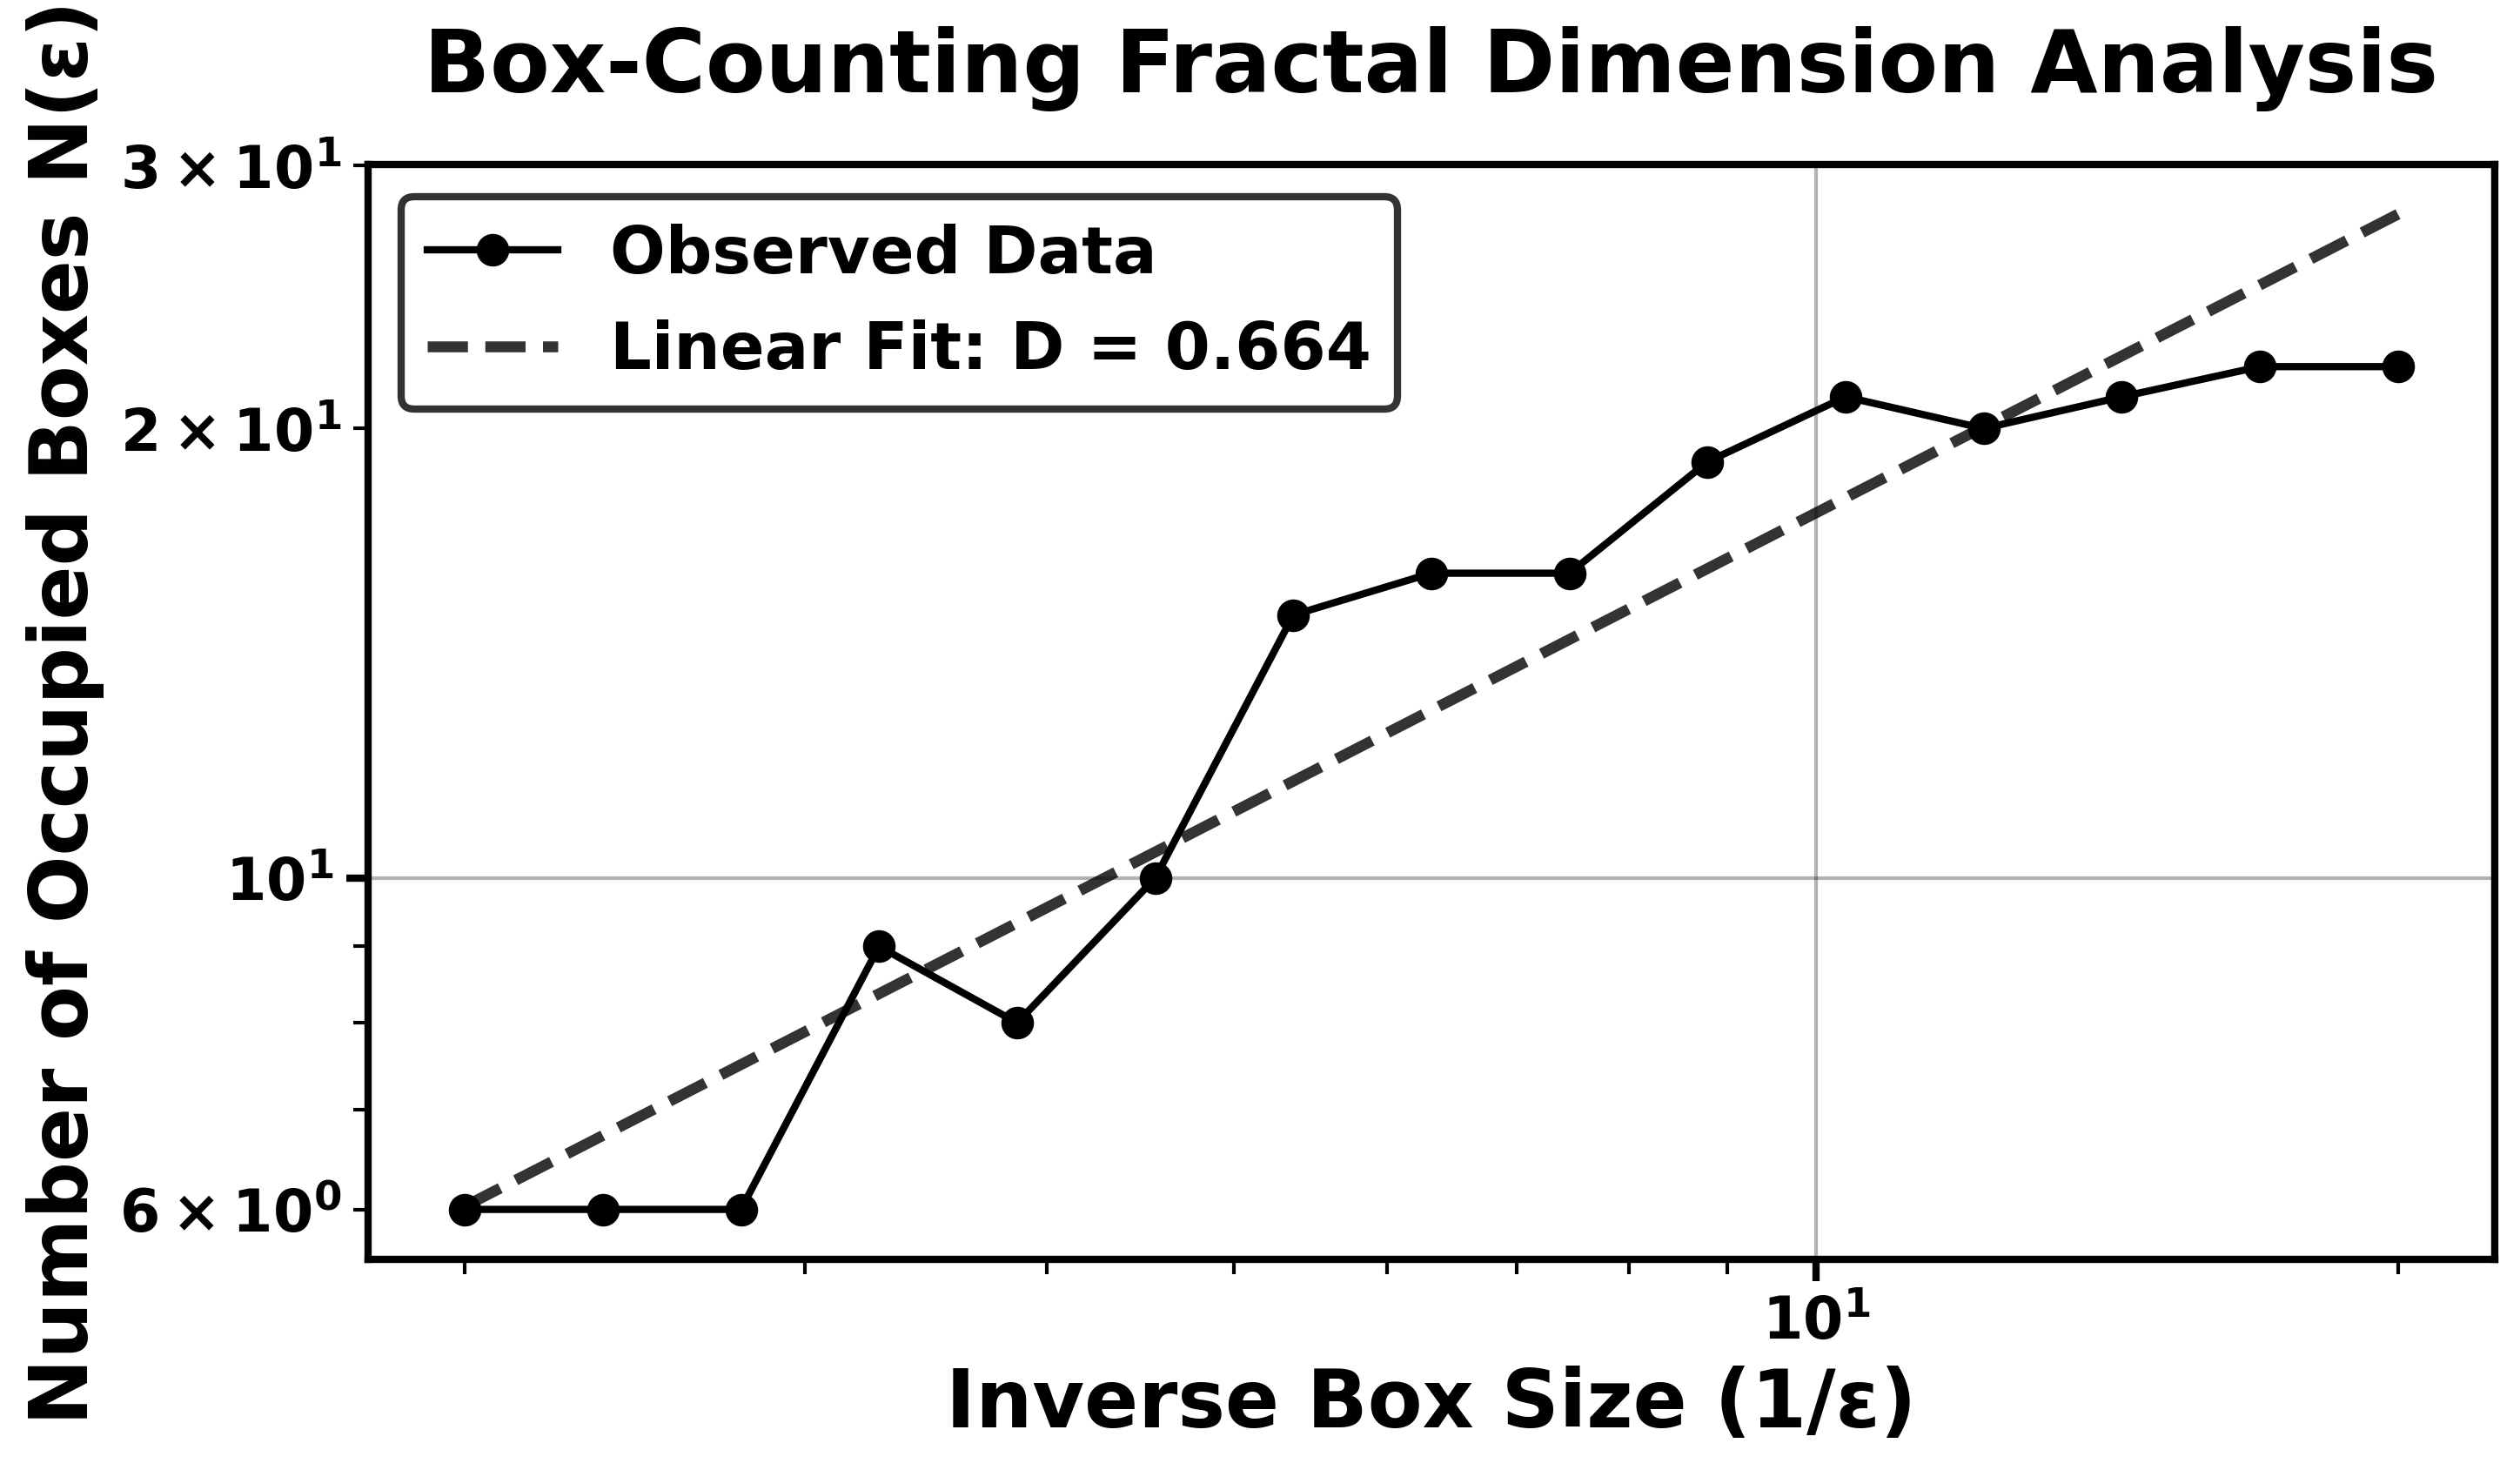 Box-Counting Fractal Dimension Analysis
Number of Occupied Boxes N(ε)
3 × 10¹
2 × 10¹
10¹
6 × 10⁰
Observed Data
Linear Fit: D = 0.664
10¹
Inverse Box Size (1/ε)